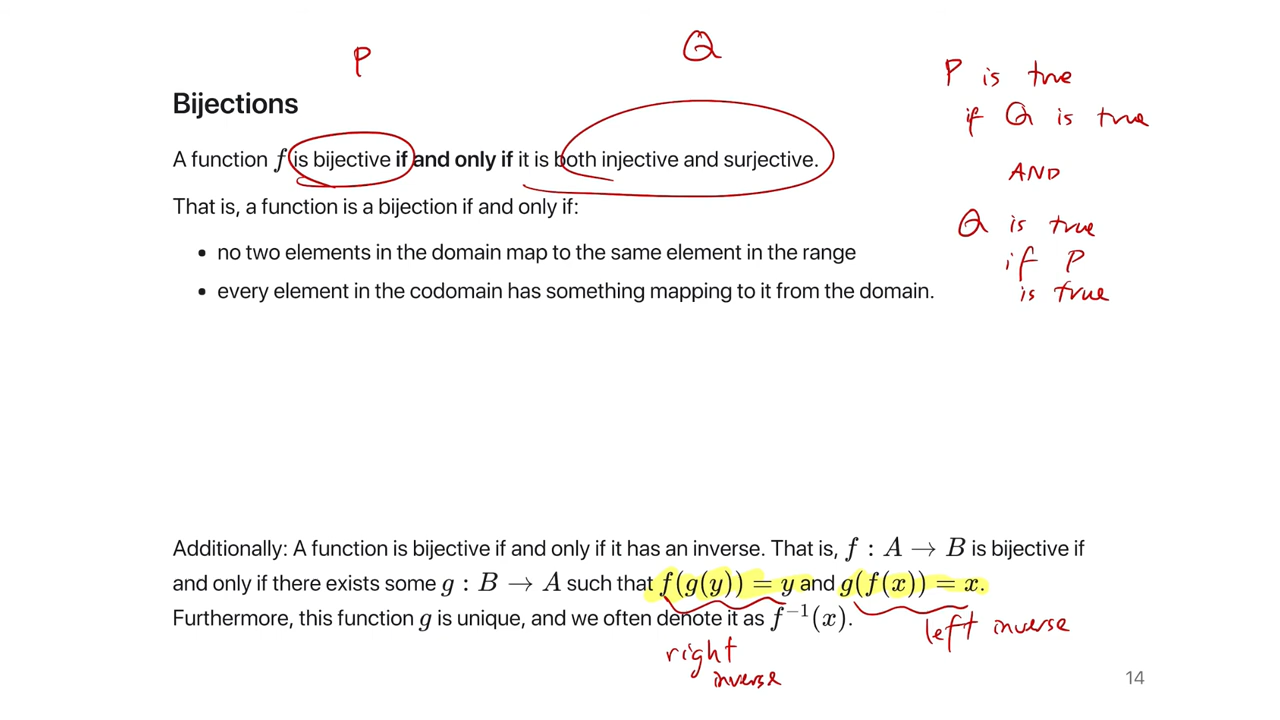 P
Q
P is true
if Q is true
AND
Q is true
if P
is true
Bijections
A function f is bijective if and only if it is both injective and surjective.
That is, a function is a bijection if and only if:
• no two elements in the domain map to the same element in the range
• every element in the codomain has something mapping to it from the domain.
Additionally: A function is bijective if and only if it has an inverse. That is, f : A → B is bijective if
and only if there exists some g : B → A such that f(g(y)) = y and g(f(x)) = x.
Furthermore, this function g is unique, and we often denote it as f⁻¹(x).
left inverse
right
inverse
14